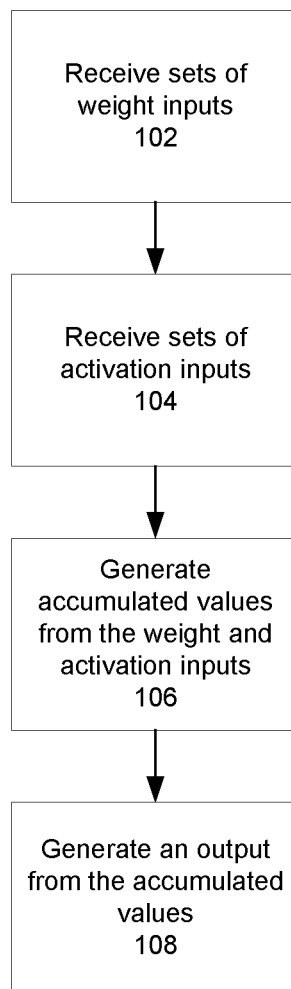 Receive sets of
weight inputs
102
Receive sets of
activation inputs
104
Generate
accumulated values
from the weight and
activation inputs
106
Generate an output
from the accumulated
values
108